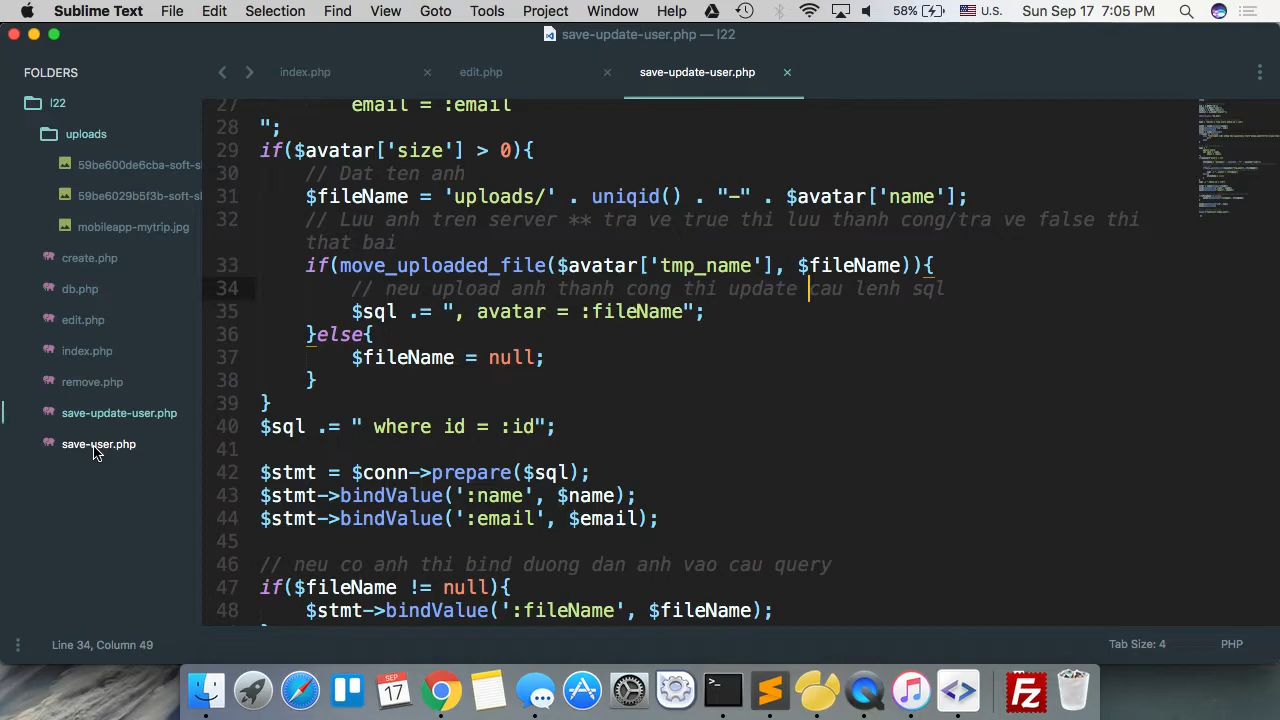 Sublime Text File Edit Selection Find View Goto Tools Project Window Help 58% U.S. Sun Sep 17 7:05 PM
save-update-user.php — l22
FOLDERS
l22
uploads
59be600de6cba-soft-s
59be6029b5f3b-soft-s
mobileapp-mytrip.jpg
create.php
db.php
edit.php
index.php
remove.php
save-update-user.php
save-user.php
index.php edit.php save-update-user.php
27 email = :email
28 ";
29 if($avatar['size'] > 0){
30 // Dat ten anh
31 $fileName = 'uploads/' . uniqid() . "-" . $avatar['name'];
32 // Luu anh tren server ** tra ve true thi luu thanh cong/tra ve false thi
that bai
33 if(move_uploaded_file($avatar['tmp_name'], $fileName)){
34 // neu upload anh thanh cong thi update cau lenh sql
35 $sql .= ", avatar = :fileName";
36 }else{
37 $fileName = null;
38 }
39 }
40 $sql .= " where id = :id";
41
42 $stmt = $conn->prepare($sql);
43 $stmt->bindValue(':name', $name);
44 $stmt->bindValue(':email', $email);
45
46 // neu co anh thi bind duong dan anh vao cau query
47 if($fileName != null){
48 $stmt->bindValue(':fileName', $fileName);
Line 34, Column 49 Tab Size: 4 PHP
SEP
17
Fz